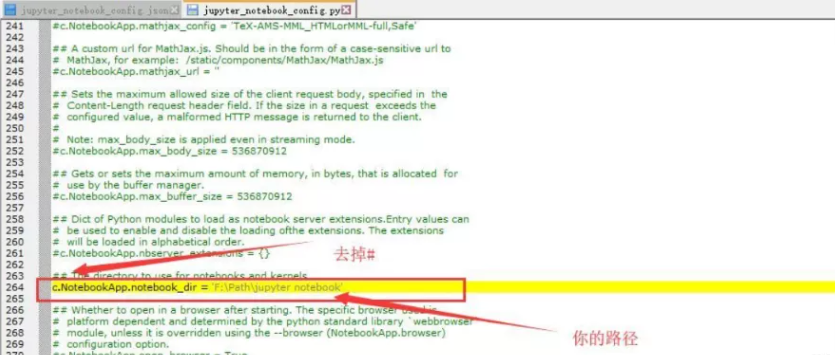 jupyter_notebook_config.json jupyter_notebook_config.py
241 #c.NotebookApp.mathjax_config = 'TeX-AMS-MML_HTMLorMML-full,Safe'
242
243 ## A custom url for MathJax.js. Should be in the form of a case-sensitive url to
244 # MathJax, for example: /static/components/MathJax/MathJax.js
245 #c.NotebookApp.mathjax_url = ''
246
247 ## Sets the maximum allowed size of the client request body, specified in the
248 # Content-Length request header field. If the size in a request exceeds the
249 # configured value, a malformed HTTP message is returned to the client.
250 #
251 # Note: max_body_size is applied even in streaming mode.
252 #c.NotebookApp.max_body_size = 536870912
253
254 ## Gets or sets the maximum amount of memory, in bytes, that is allocated for
255 # use by the buffer manager.
256 #c.NotebookApp.max_buffer_size = 536870912
257
258 ## Dict of Python modules to load as notebook server extensions.Entry values can
259 # be used to enable and disable the loading ofthe extensions. The extensions
260 # will be loaded in alphabetical order.
261 #c.NotebookApp.nbserver_extensions = {}
去掉#
262
263 ## The directory to use for notebooks and kernels.
264 c.NotebookApp.notebook_dir = 'F:\Path\jupyter notebook'
265
266 ## Whether to open in a browser after starting. The specific browser used is
267 # platform dependent and determined by the python standard library `webbrowser`
268 # module, unless it is overridden using the --browser (NotebookApp.browser)
你的路径
269 # configuration option.
270 #c.NotebookApp.open_browser = True